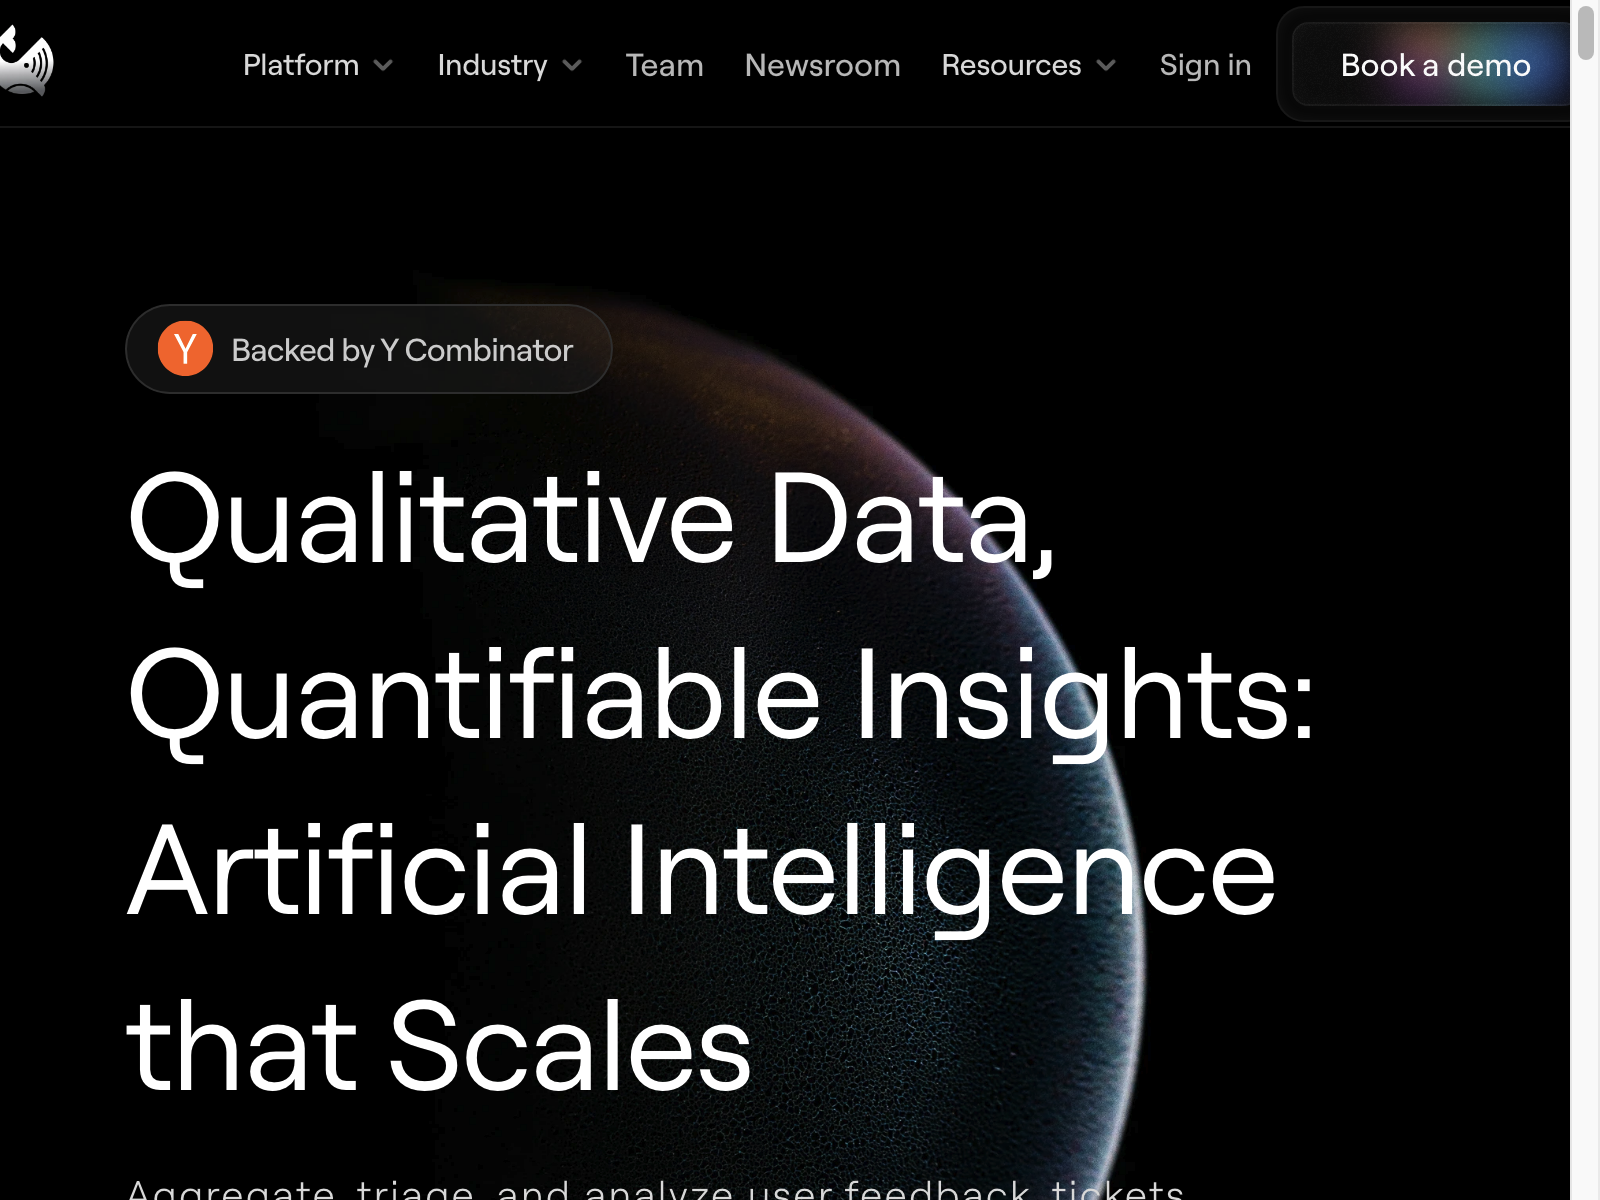 Platform
Industry
Team
Newsroom
Resources
Sign in
Book a demo
Y
Backed by Y Combinator
Qualitative Data,
Quantifiable Insights:
Artificial Intelligence
that Scales
Aggregate, triage, and analyze user feedback, tickets,